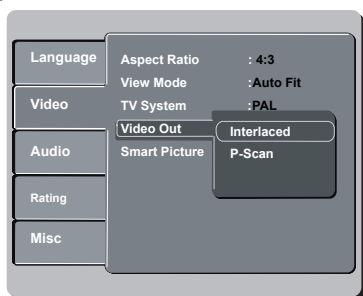 Language
Video
Audio
Rating
Misc
Aspect Ratio : 4:3
View Mode :Auto Fit
TV System :PAL
Video Out
Smart Picture
Interlaced
P-Scan